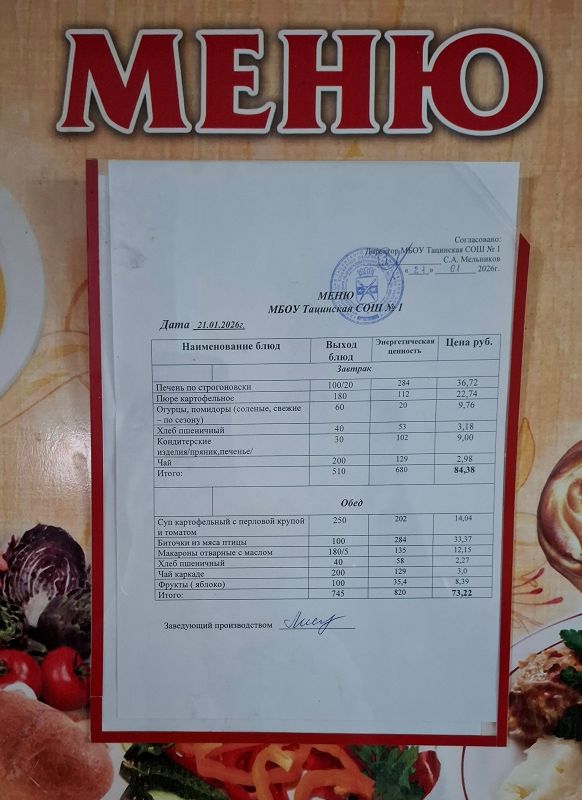 МЕНЮ
Согласовано:
Директор МБОУ Тацинская СОШ № 1
С.А. Мельников
« 21 » 01 2026г.
МЕНЮ
МБОУ Тацинская СОШ № 1
Дата 21.01.2026г.
Наименование блюд Выход блюд Энергетическая ценность Цена руб.
Завтрак
Печень по строгоновски 100/20 284 36,72
Пюре картофельное 180 112 22,74
Огурцы, помидоры (соленые, свежие 60 20 9,76
– по сезону)
Хлеб пшеничный 40 53 3,18
Кондитерские 30 102 9,00
изделия/пряник,печенье/
Чай 200 129 2,98
Итого: 510 680 84,38
Обед
Суп картофельный с перловой крупой 250 202 14,04
и томатом
Биточки из мяса птицы 100 284 33,37
Макароны отварные с маслом 180/5 135 12,15
Хлеб пшеничный 40 58 2,27
Чай каркаде 200 129 3,0
Фрукты ( яблоко) 100 35,4 8,39
Итого: 745 820 73,22
Заведующий производством